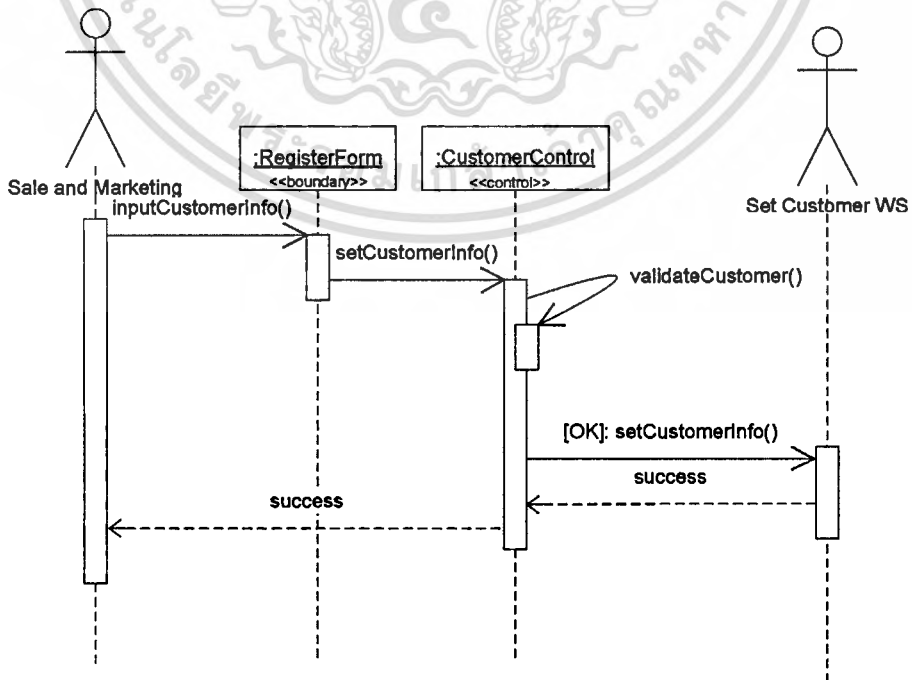 :RegisterForm
<<boundary>>
:CustomerControl
<<control>>
Sale and Marketing
Set Customer WS
inputCustomerInfo()
setCustomerInfo()
validateCustomer()
[OK]: setCustomerInfo()
success
success